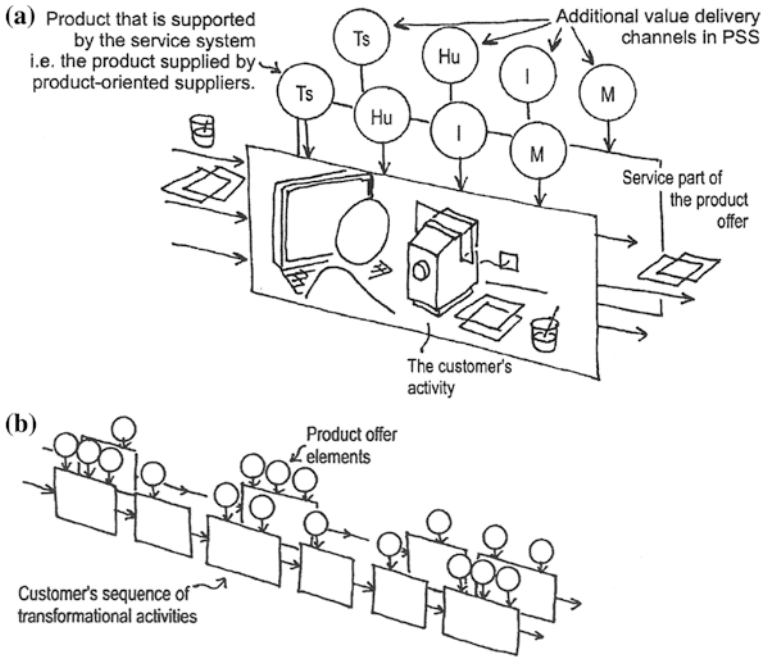 (a)
Product that is supported
by the service system
i.e. the product supplied by
product-oriented suppliers.
Additional value delivery
channels in PSS
Ts
Hu
I
M
Ts
Hu
I
M
Service part of
the product
offer
The customer's
activity
(b)
Product offer
elements
Customer's sequence of
transformational activities